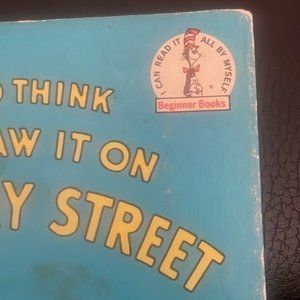 I CAN READ IT ALL BY MYSELF
Beginner Books
THINK
AW IT ON
Y STREET